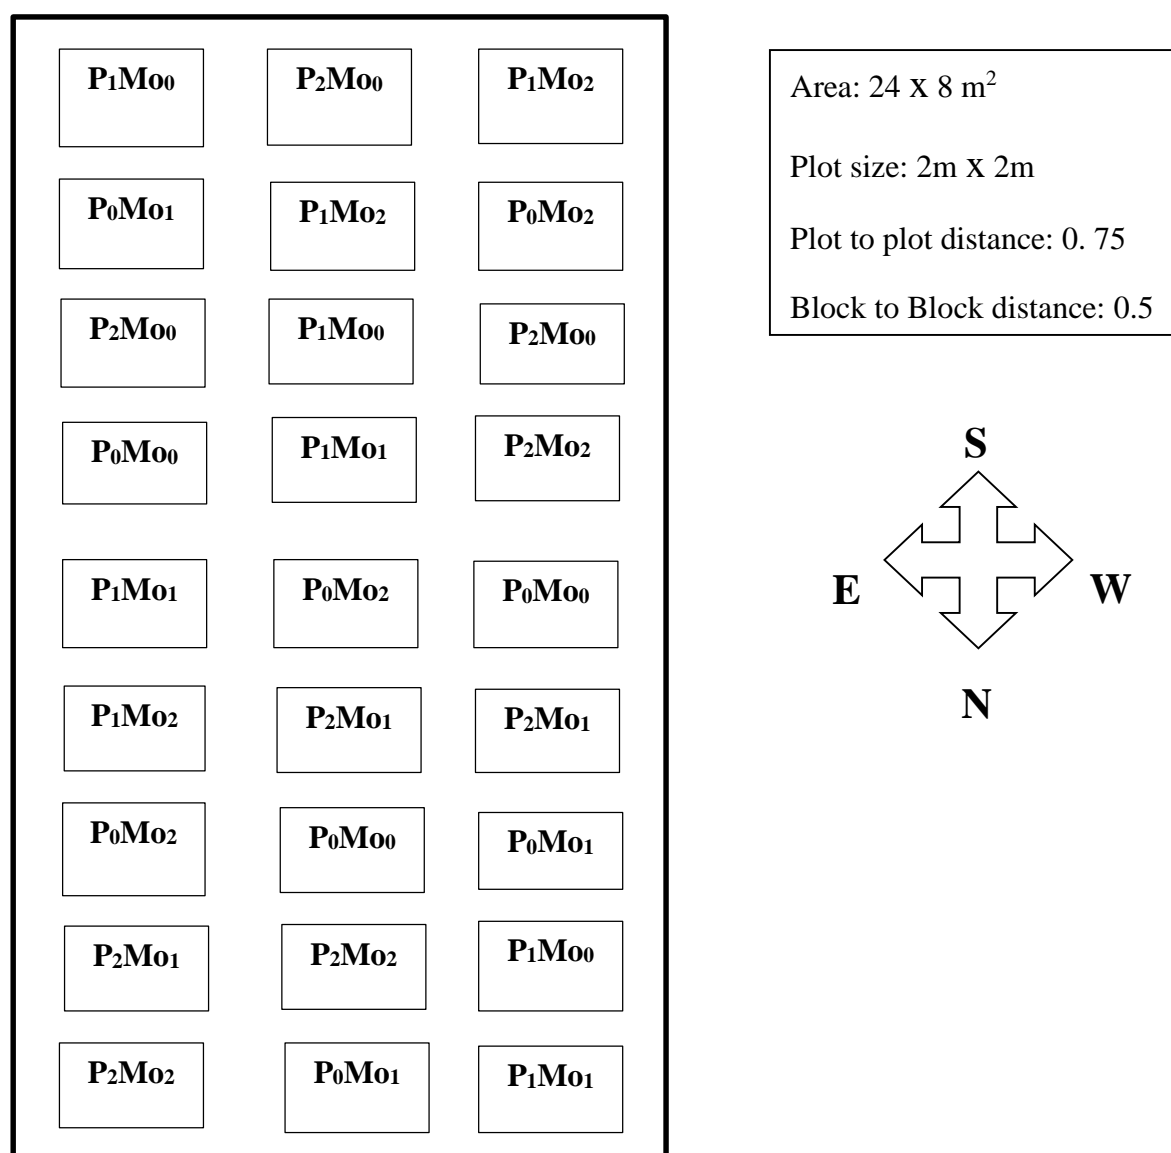 P₁Mo₀ P₂Mo₀ P₁Mo₂
P₀Mo₁ P₁Mo₂ P₀Mo₂
P₂Mo₀ P₁Mo₀ P₂Mo₀
P₀Mo₀ P₁Mo₁ P₂Mo₂
P₁Mo₁ P₀Mo₂ P₀Mo₀
P₁Mo₂ P₂Mo₁ P₂Mo₁
P₀Mo₂ P₀Mo₀ P₀Mo₁
P₂Mo₁ P₂Mo₂ P₁Mo₀
P₂Mo₂ P₀Mo₁ P₁Mo₁
Area: 24 x 8 m²
Plot size: 2m x 2m
Plot to plot distance: 0. 75
Block to Block distance: 0.5
S
E W
N